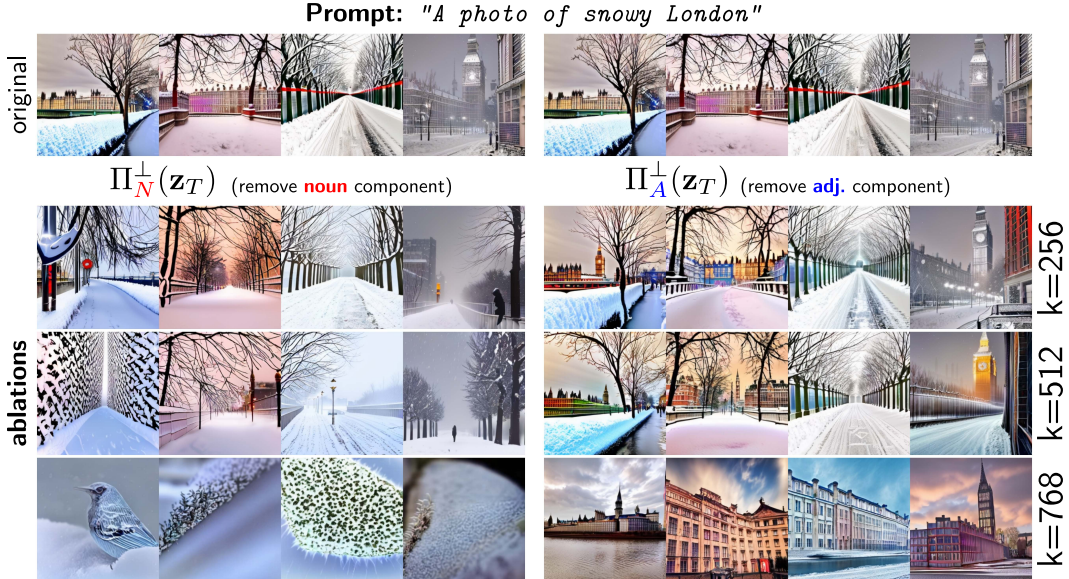 Prompt: "A photo of snowy London"
original
Π⊥N(zT) (remove noun component)
Π⊥A(zT) (remove adj. component)
ablations
k=256
k=512
k=768